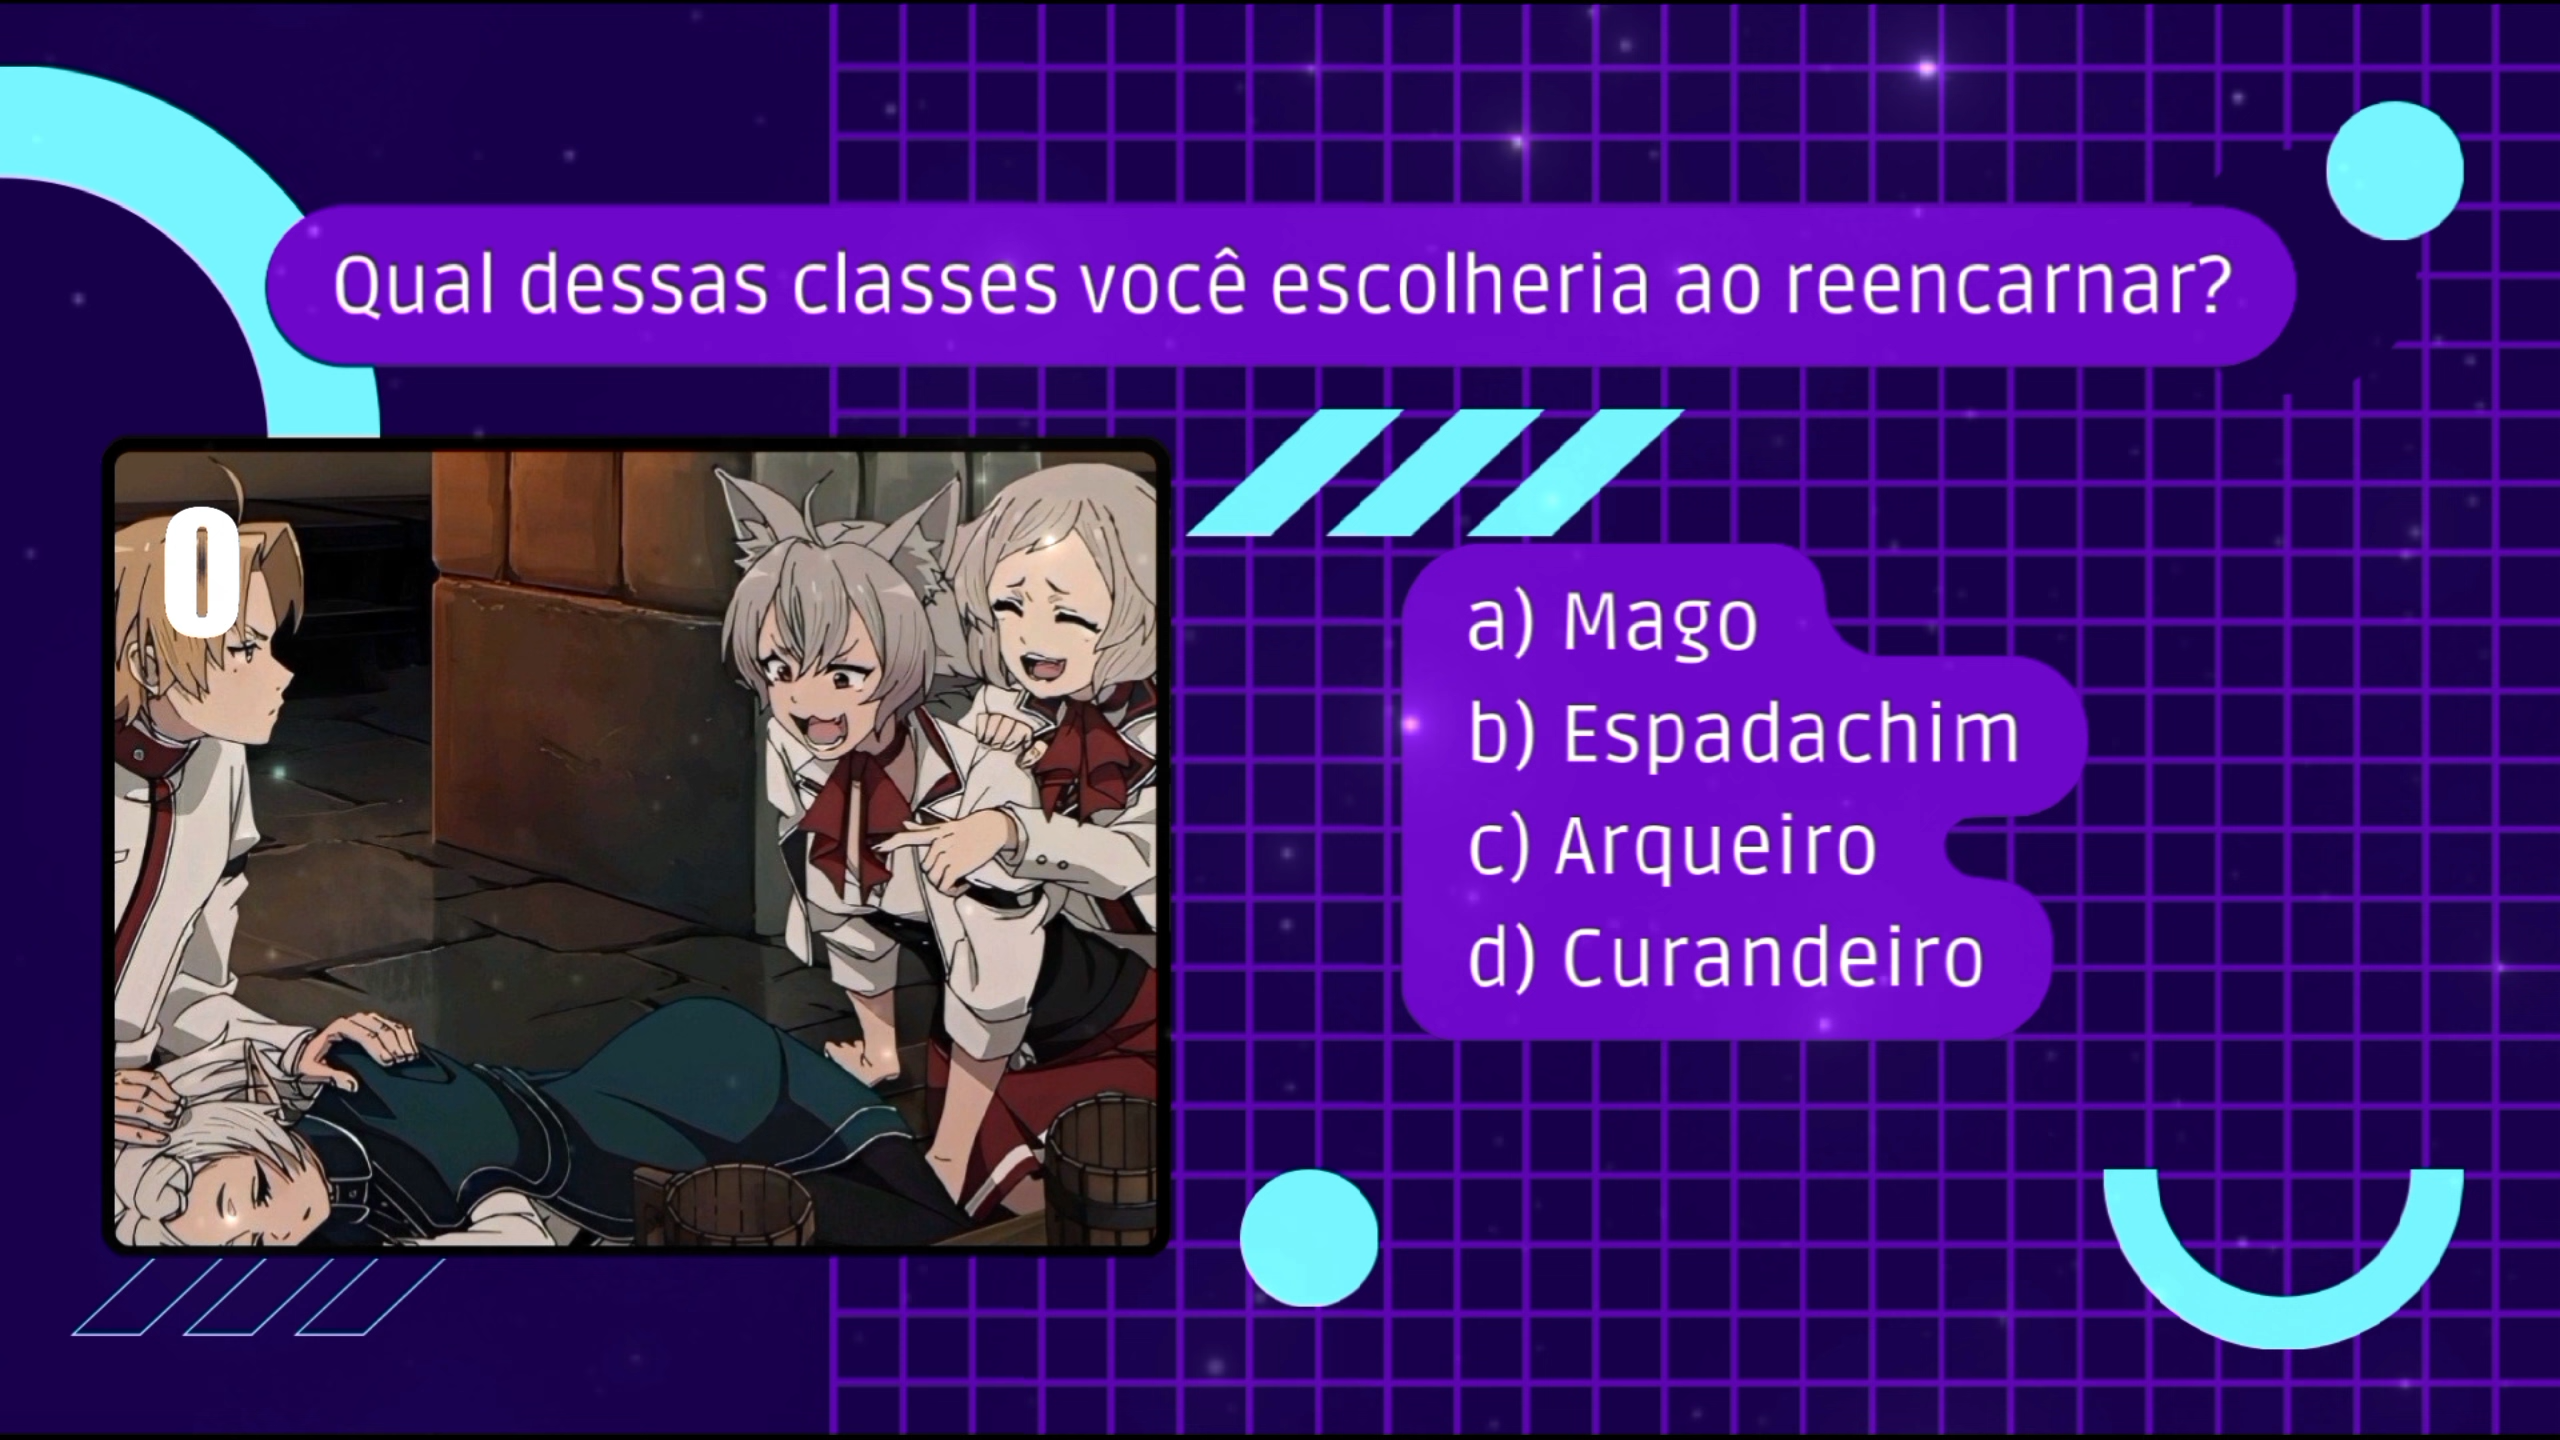 Qual dessas classes você escolheria ao reencarnar?
0
a) Mago
b) Espadachim
c) Arqueiro
d) Curandeiro